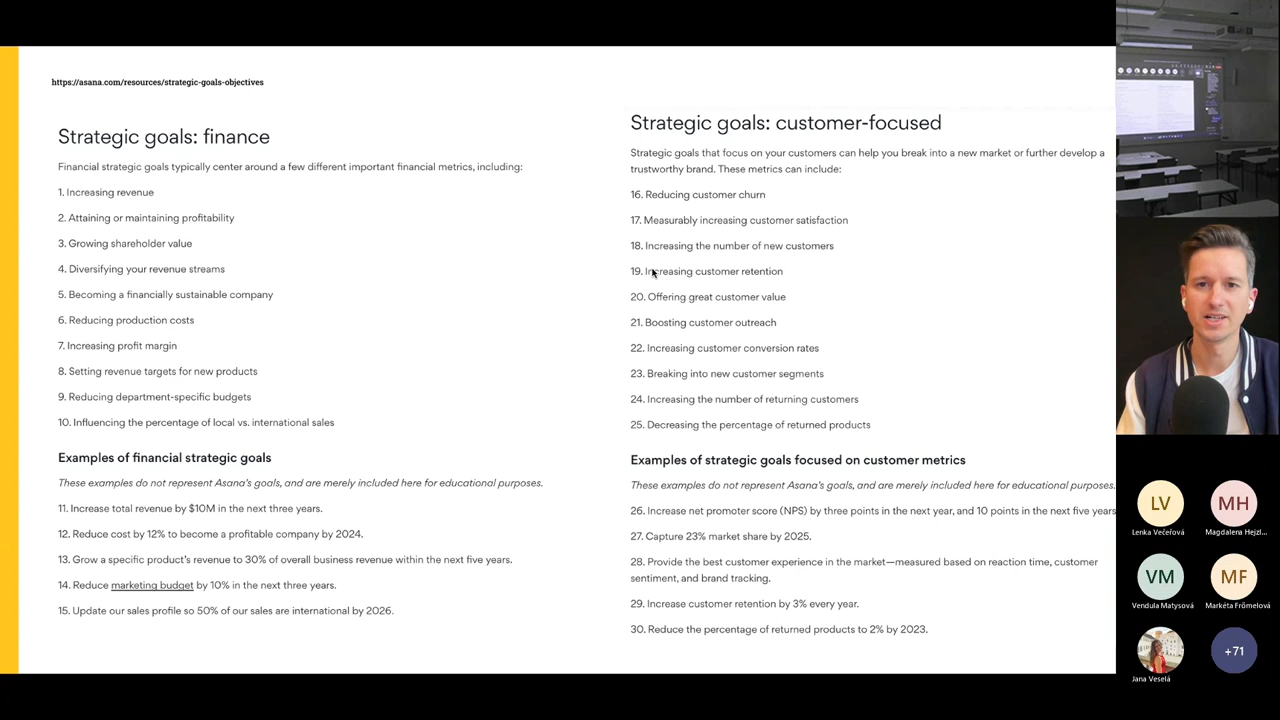 https://asana.com/resources/strategic-goals-objectives
Strategic goals: finance
Financial strategic goals typically center around a few different important financial metrics, including:
1. Increasing revenue
2. Attaining or maintaining profitability
3. Growing shareholder value
4. Diversifying your revenue streams
5. Becoming a financially sustainable company
6. Reducing production costs
7. Increasing profit margin
8. Setting revenue targets for new products
9. Reducing department-specific budgets
10. Influencing the percentage of local vs. international sales
Examples of financial strategic goals
These examples do not represent Asana's goals, and are merely included here for educational purposes.
11. Increase total revenue by $10M in the next three years.
12. Reduce cost by 12% to become a profitable company by 2024.
13. Grow a specific product's revenue to 30% of overall business revenue within the next five years.
14. Reduce marketing budget by 10% in the next three years.
15. Update our sales profile so 50% of our sales are international by 2026.
Strategic goals: customer-focused
Strategic goals that focus on your customers can help you break into a new market or further develop a
trustworthy brand. These metrics can include:
16. Reducing customer churn
17. Measurably increasing customer satisfaction
18. Increasing the number of new customers
19. Increasing customer retention
20. Offering great customer value
21. Boosting customer outreach
22. Increasing customer conversion rates
23. Breaking into new customer segments
24. Increasing the number of returning customers
25. Decreasing the percentage of returned products
Examples of strategic goals focused on customer metrics
These examples do not represent Asana's goals, and are merely included here for educational purposes.
26. Increase net promoter score (NPS) by three points in the next year, and 10 points in the next five years
27. Capture 23% market share by 2025.
28. Provide the best customer experience in the market—measured based on reaction time, customer
sentiment, and brand tracking.
29. Increase customer retention by 3% every year.
30. Reduce the percentage of returned products to 2% by 2023.
LV
MH
Lenka Večeřová
Magdalena Hejzl...
VM
MF
Vendula Matysová
Markéta Frömelová
+71
Jana Veselá